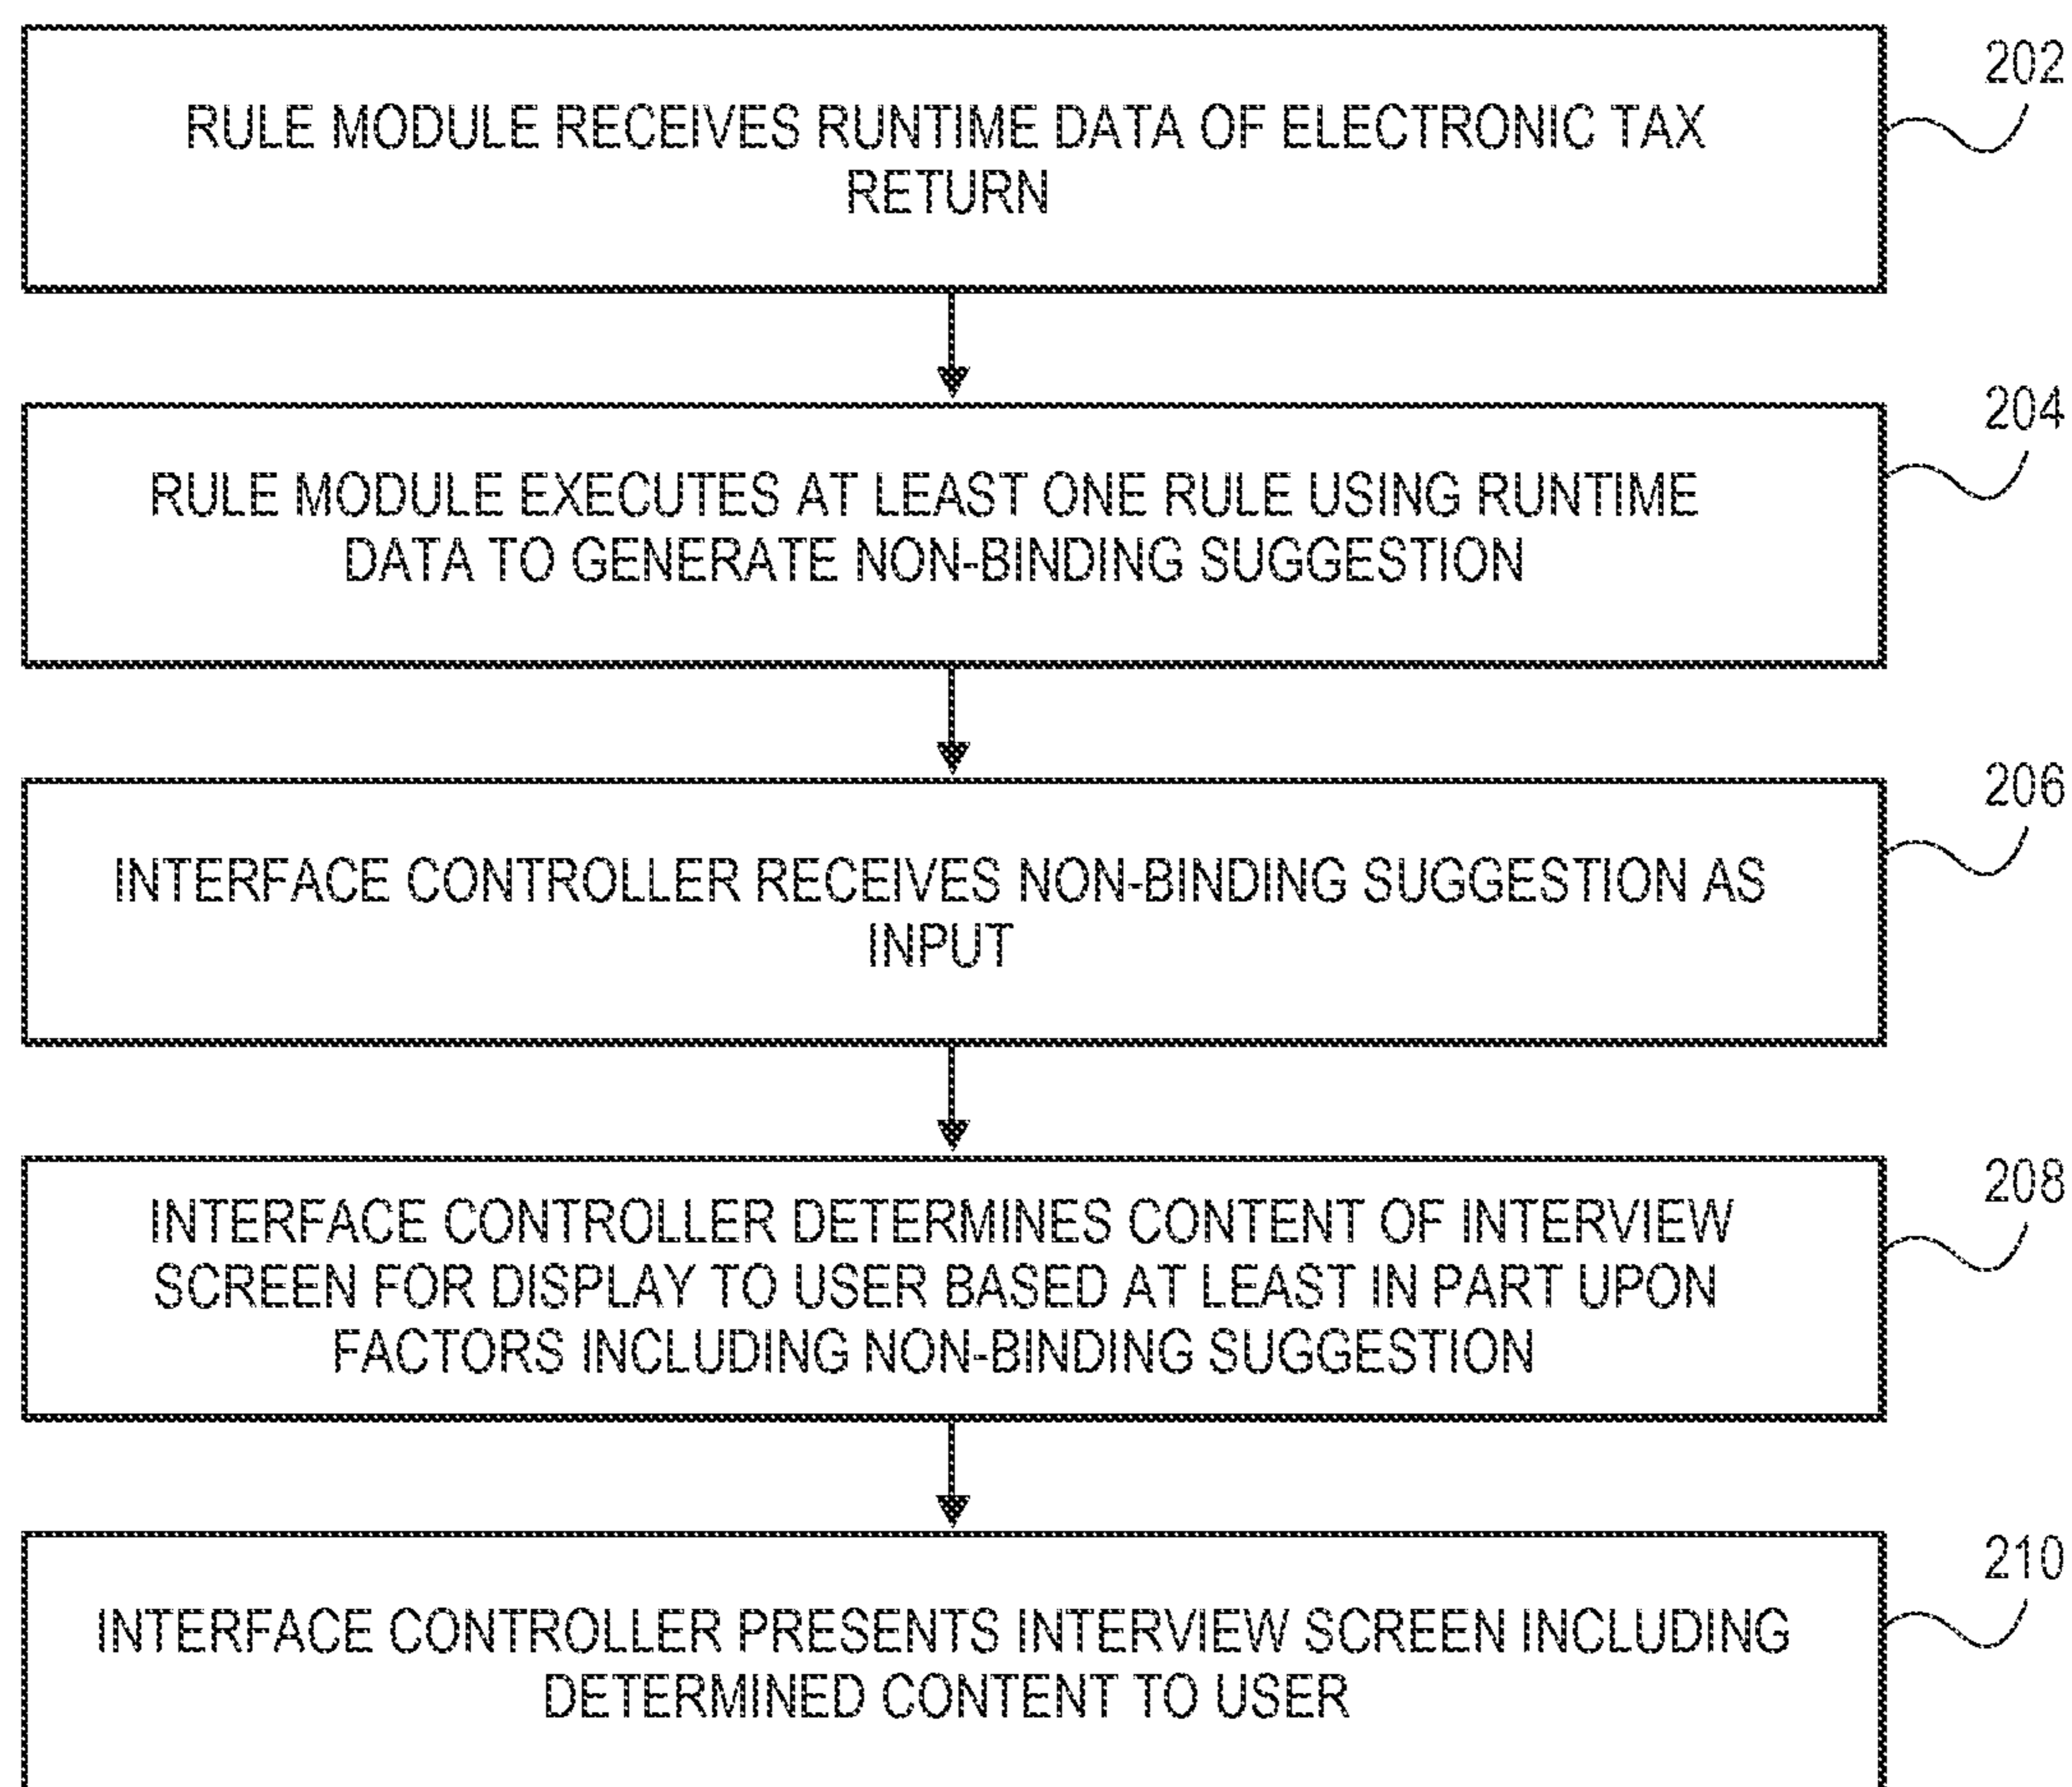 202
RULE MODULE RECEIVES RUNTIME DATA OF ELECTRONIC TAX
RETURN
204
RULE MODULE EXECUTES AT LEAST ONE RULE USING RUNTIME
DATA TO GENERATE NON-BINDING SUGGESTION
206
INTERFACE CONTROLLER RECEIVES NON-BINDING SUGGESTION AS
INPUT
208
INTERFACE CONTROLLER DETERMINES CONTENT OF INTERVIEW
SCREEN FOR DISPLAY TO USER BASED AT LEAST IN PART UPON
FACTORS INCLUDING NON-BINDING SUGGESTION
210
INTERFACE CONTROLLER PRESENTS INTERVIEW SCREEN INCLUDING
DETERMINED CONTENT TO USER